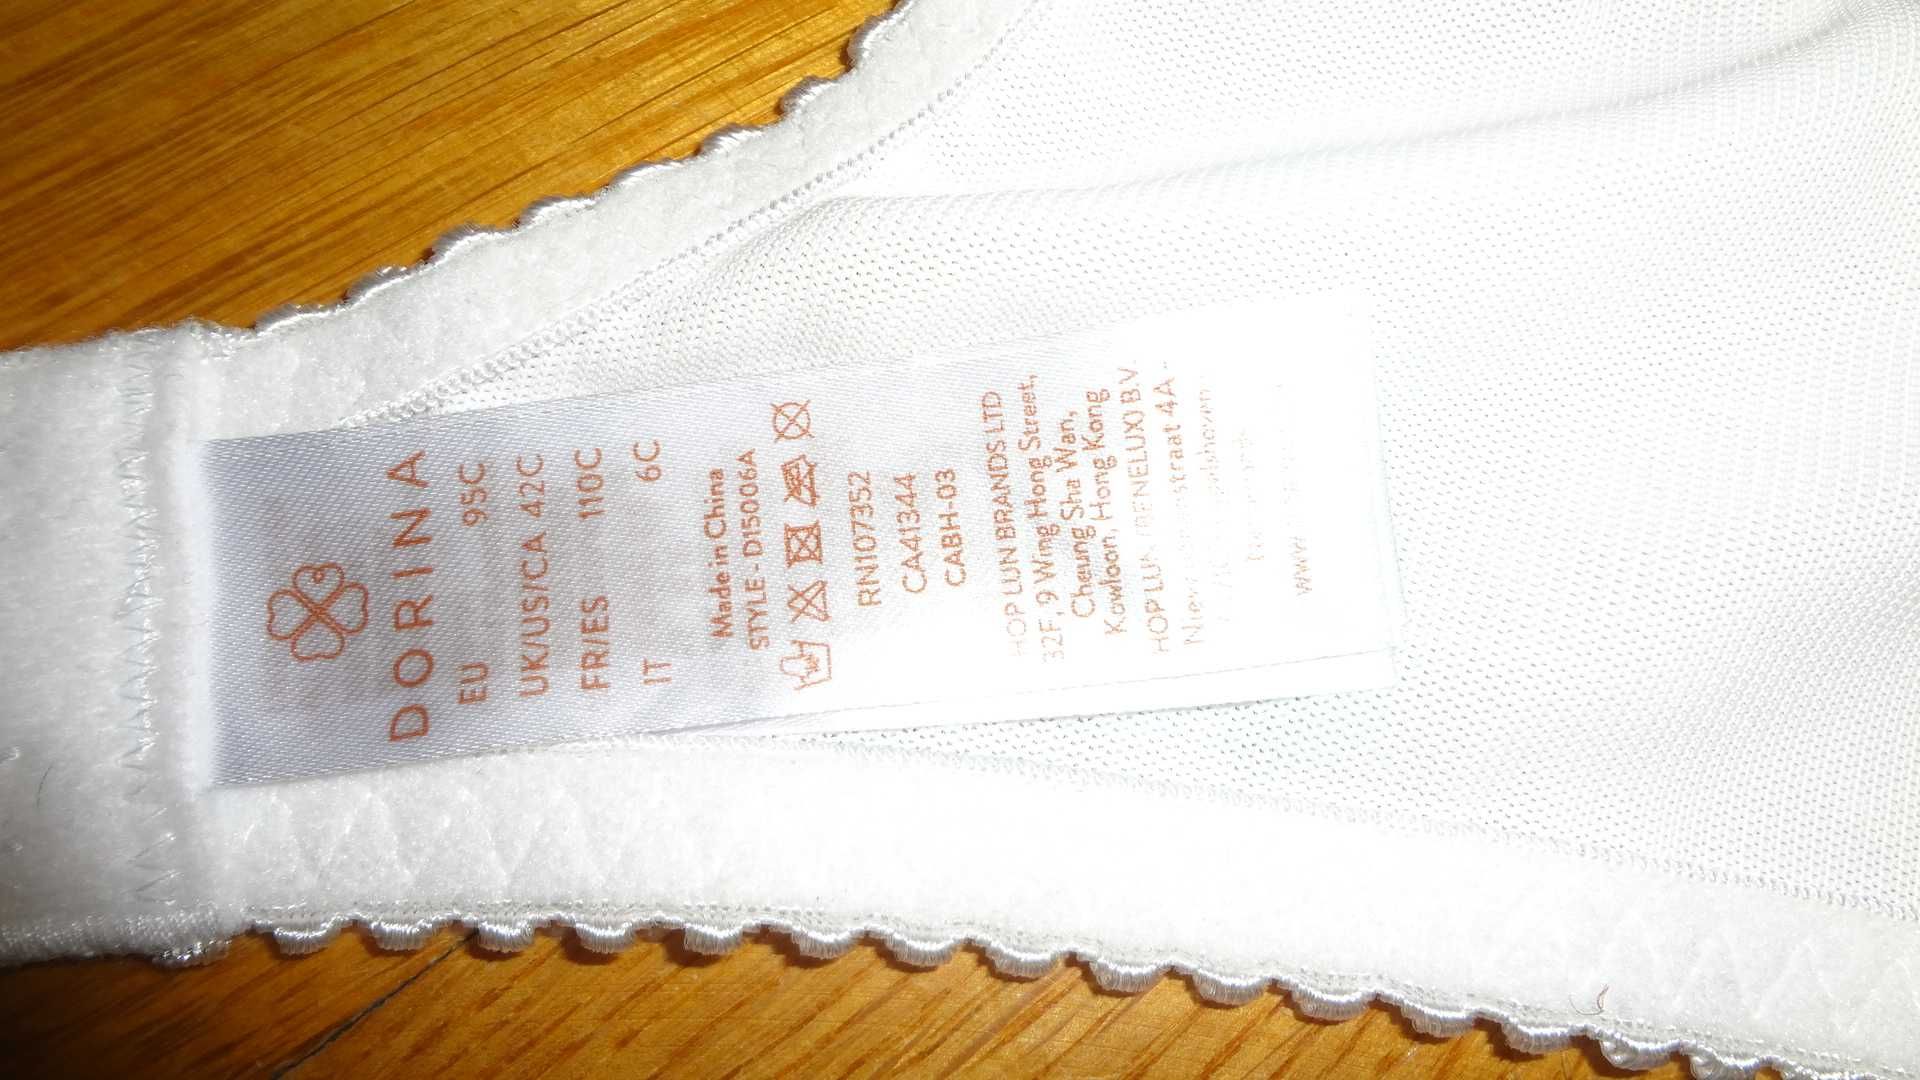 DORINA
EU 95C
UK/US/CA 42C
FR/ES 110C
IT 6C
Made in China
STYLE - D15006A
RN107352
CA41344
CABH-03
HOP LUN BRANDS LTD
32F, 9 Wing Hong Street,
Cheung Sha Wan,
Kowloon, Hong Kong
HOP LUN (BENELUX) B.V.
4A